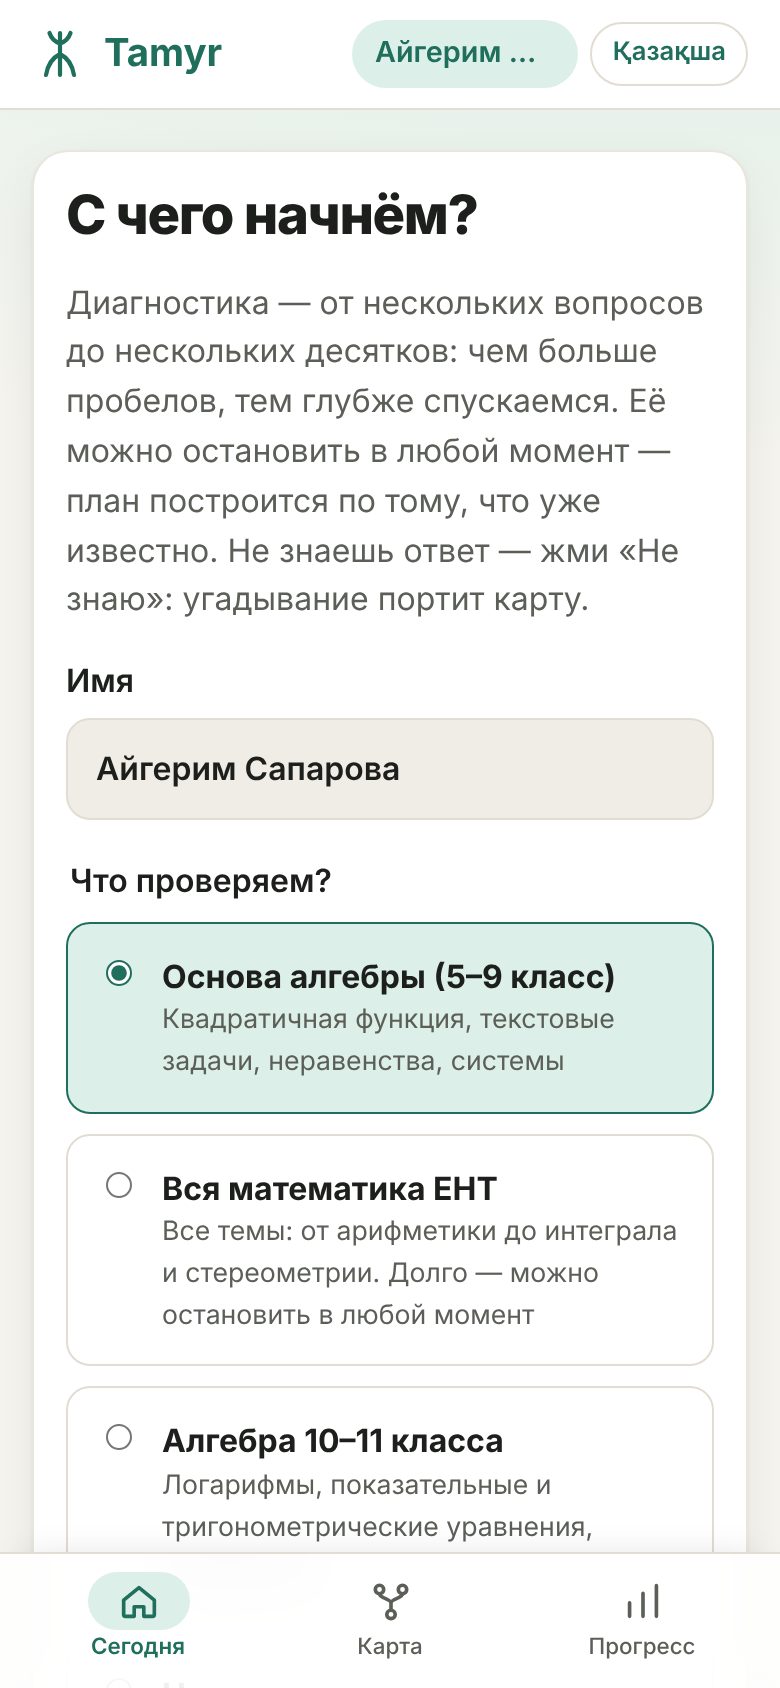 Tamyr
Айгерим ...
Қазақша
С чего начнём?
Диагностика — от нескольких вопросов
до нескольких десятков: чем больше
пробелов, тем глубже спускаемся. Её
можно остановить в любой момент —
план построится по тому, что уже
известно. Не знаешь ответ — жми «Не
знаю»: угадывание портит карту.
Имя
Айгерим Сапарова
Что проверяем?
Основа алгебры (5–9 класс)
Квадратичная функция, текстовые
задачи, неравенства, системы
Вся математика ЕНТ
Все темы: от арифметики до интеграла
и стереометрии. Долго — можно
остановить в любой момент
Алгебра 10–11 класса
Логарифмы, показательные и
тригонометрические уравнения,
Сегодня
Карта
Прогресс